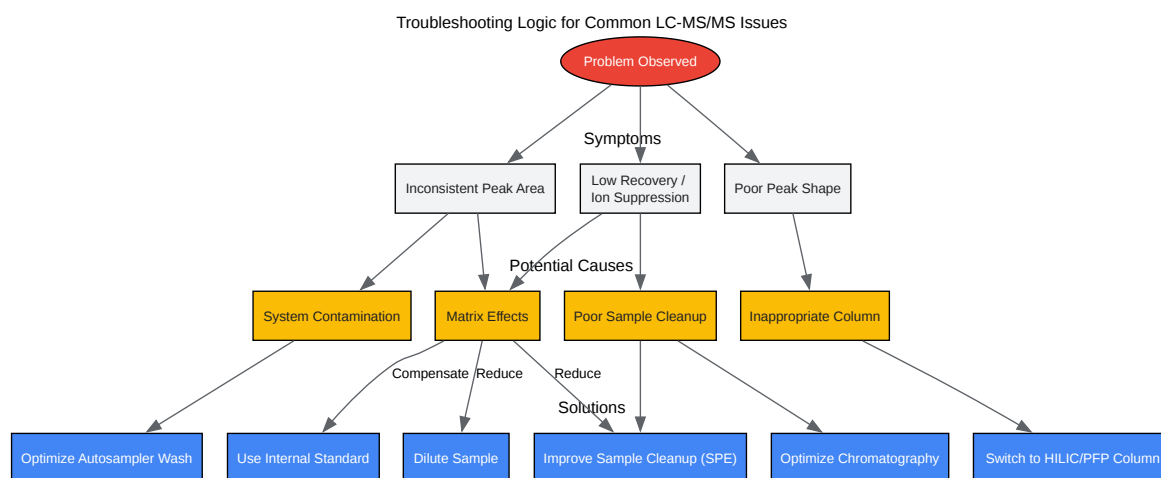 Troubleshooting Logic for Common LC-MS/MS Issues
Problem Observed
Symptoms
Inconsistent Peak Area
Low Recovery /
Ion Suppression
Poor Peak Shape
Potential Causes
System Contamination
Matrix Effects
Poor Sample Cleanup
Inappropriate Column
Compensate
Reduce
Reduce
Solutions
Optimize Autosampler Wash
Use Internal Standard
Dilute Sample
Improve Sample Cleanup (SPE)
Optimize Chromatography
Switch to HILIC/PFP Column